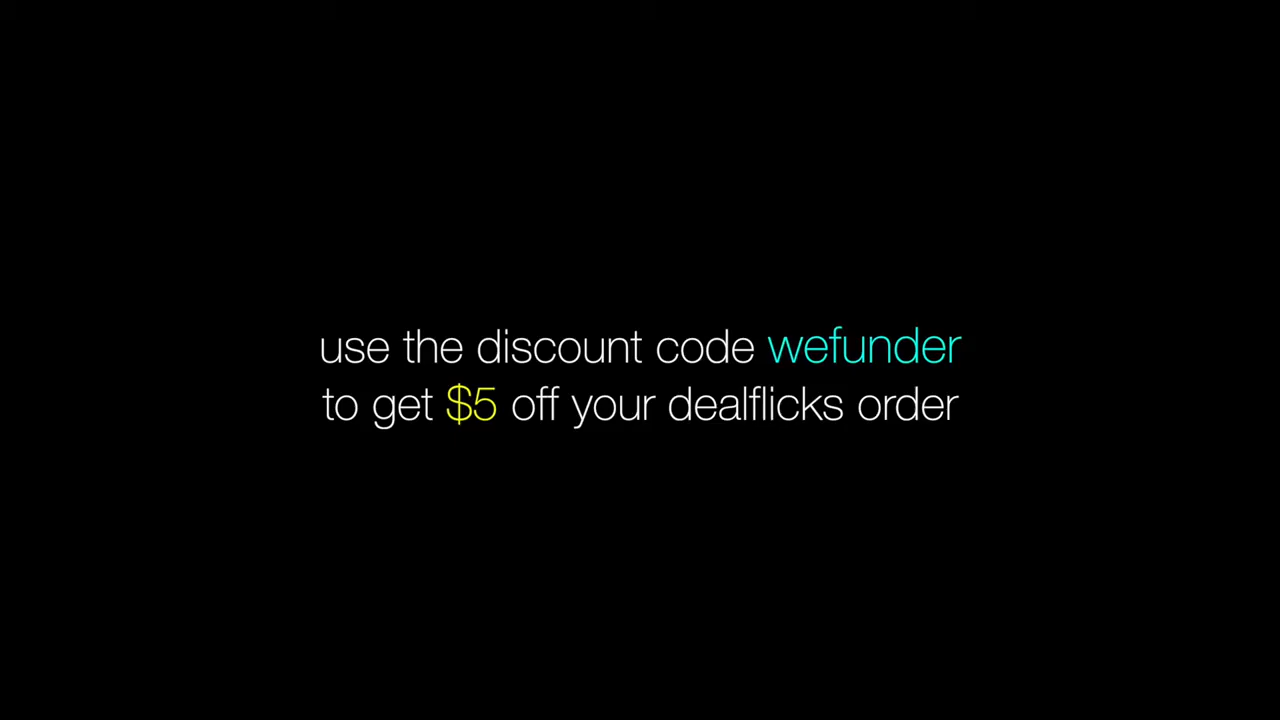 use the discount code wefunder
to get $5 off your dealflicks order